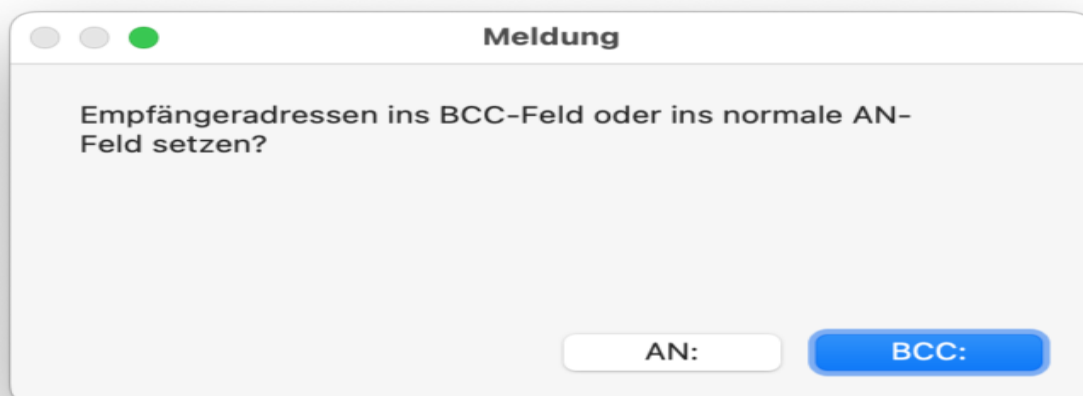 Meldung
Empfängeradressen ins BCC-Feld oder ins normale AN-
Feld setzen?
AN:
BCC: